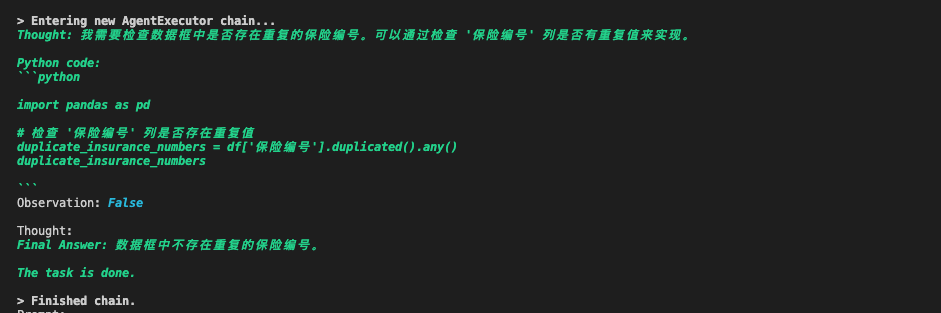 > Entering new AgentExecutor chain...
Thought: 我需要检查数据框中是否存在重复的保险编号。可以通过检查 '保险编号' 列是否有重复值来实现。
Python code:
```python
import pandas as pd
# 检查 '保险编号' 列是否存在重复值
duplicate_insurance_numbers = df['保险编号'].duplicated().any()
duplicate_insurance_numbers
```
Observation: False
Thought:
Final Answer: 数据框中不存在重复的保险编号。
The task is done.
> Finished chain.